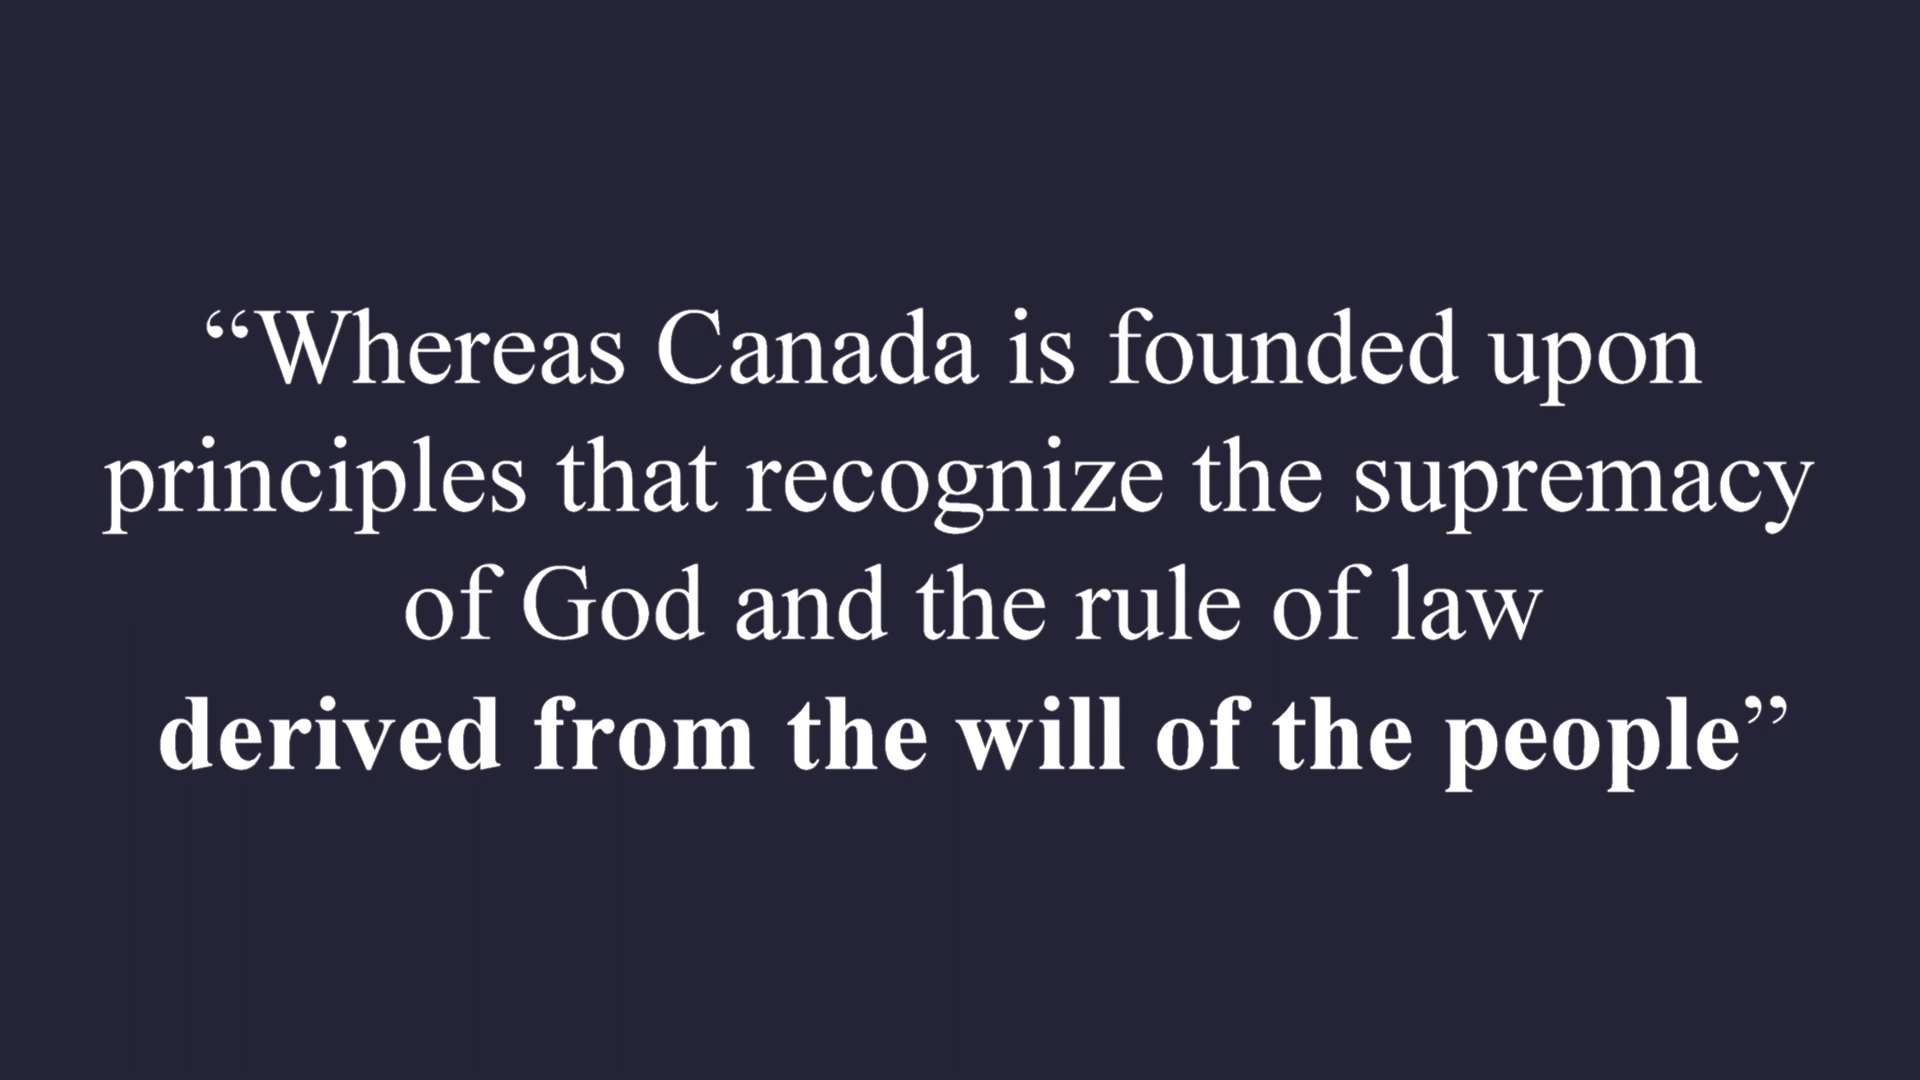 “Whereas Canada is founded upon
principles that recognize the supremacy
of God and the rule of law
derived from the will of the people”